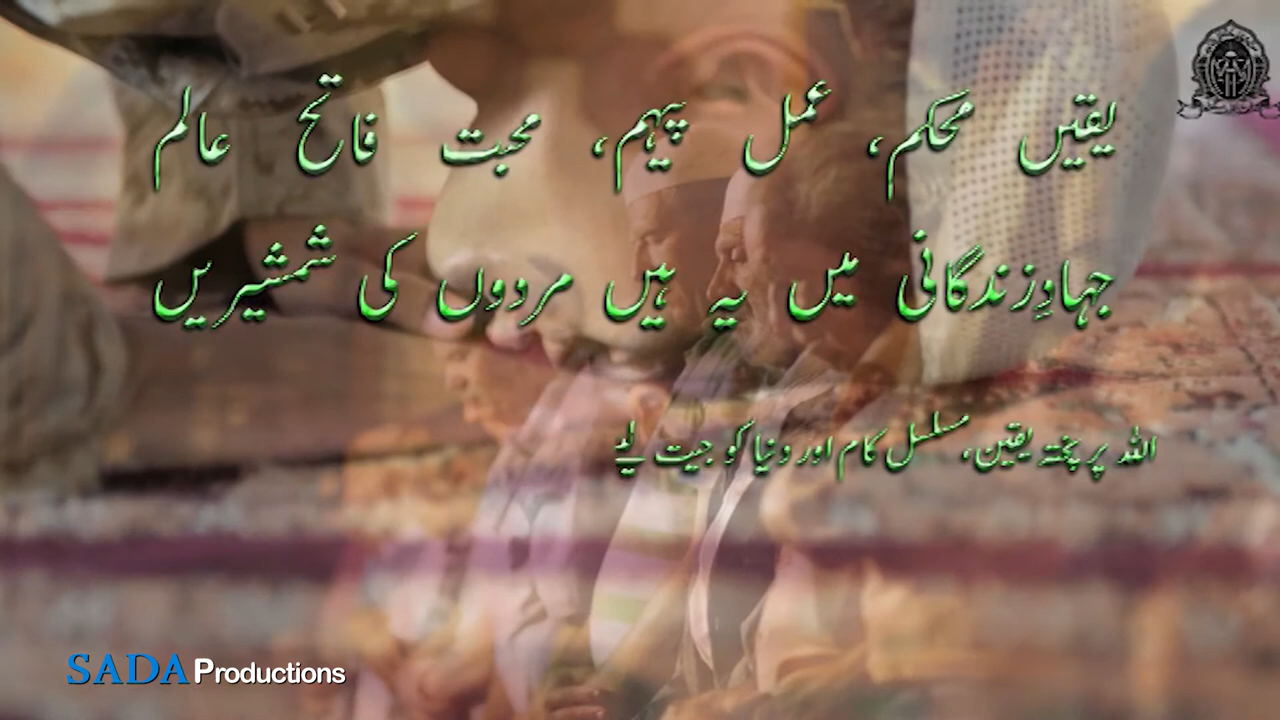 یقیں محکم، عمل پیہم، محبت فاتح عالم
جہادِزندگانی میں یہ ہیں مردوں کی شمشیریں
اللہ پر پختہ یقین، مسلسل کام اور دنیا کو جیت لیے
SADA Productions